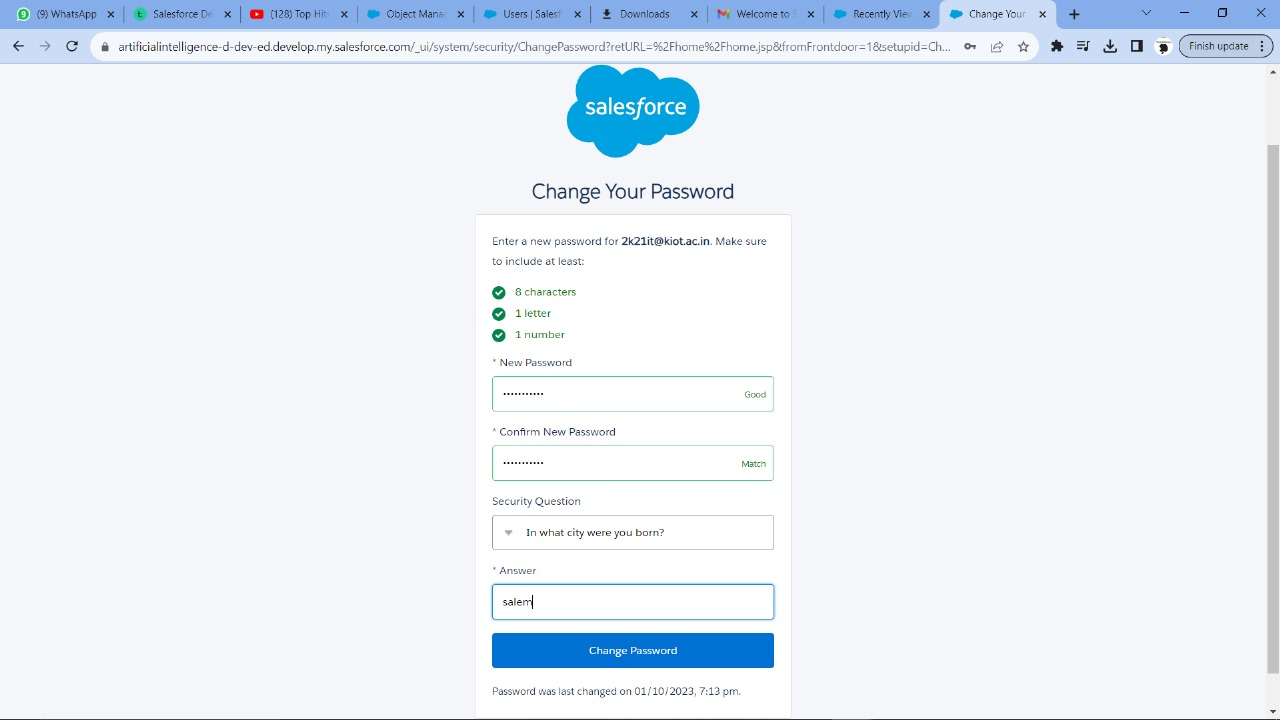 (9) WhatsApp
Salesforce De
(128) Top Hit
Object Mana
Users | Salesf
Downloads
Welcome to S
Recently View
Change Your
artificialintelligence-d-dev-ed.develop.my.salesforce.com/_ui/system/security/ChangePassword?retURL=%2Fhome%2Fhome.jsp&fromFrontdoor=1&setupid=Ch...
Finish update
salesforce
Change Your Password
Enter a new password for 2k21it@kiot.ac.in. Make sure
to include at least:
8 characters
1 letter
1 number
* New Password
••••••••••• Good
* Confirm New Password
••••••••••• Match
Security Question
In what city were you born?
* Answer
salem
Change Password
Password was last changed on 01/10/2023, 7:13 pm.